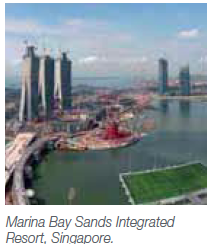 Marina Bay Sands Integrated
Resort, Singapore.